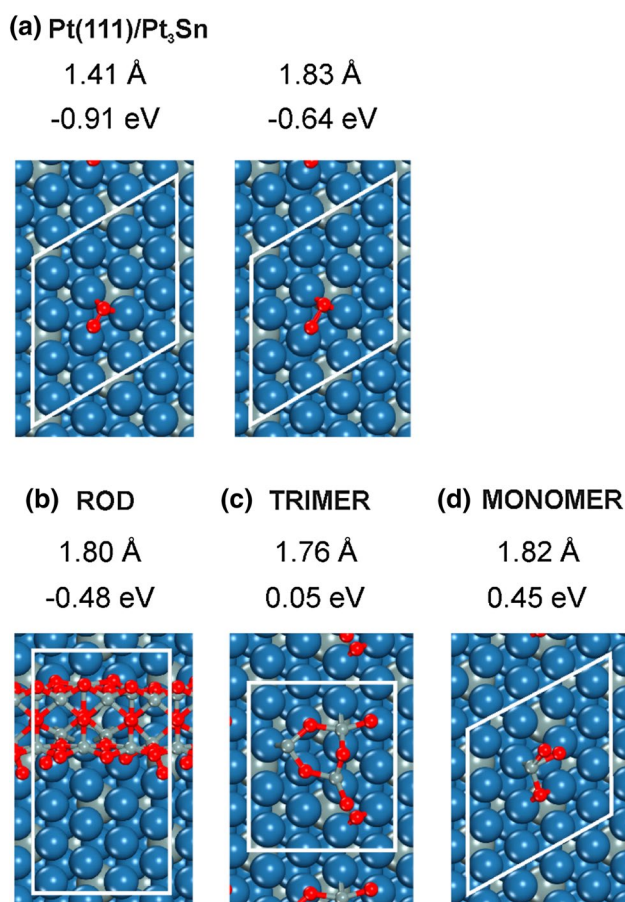 (a) Pt(111)/Pt₃Sn
1.41 Å 1.83 Å
-0.91 eV -0.64 eV
(b) ROD (c) TRIMER (d) MONOMER
1.80 Å 1.76 Å 1.82 Å
-0.48 eV 0.05 eV 0.45 eV